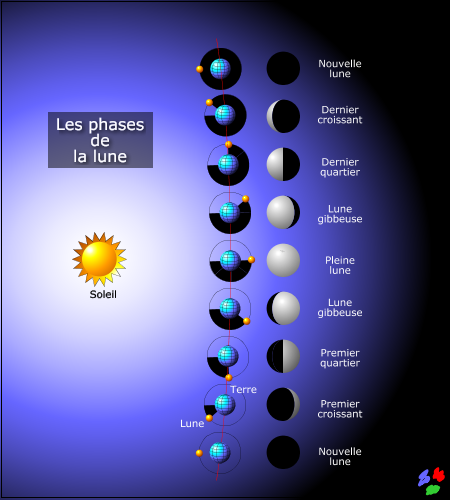 Les phases
de
la lune
Nouvelle
lune
Dernier
croissant
Dernier
quartier
Lune
gibbeuse
Pleine
lune
Lune
gibbeuse
Premier
quartier
Premier
croissant
Nouvelle
lune
Soleil
Terre
Lune